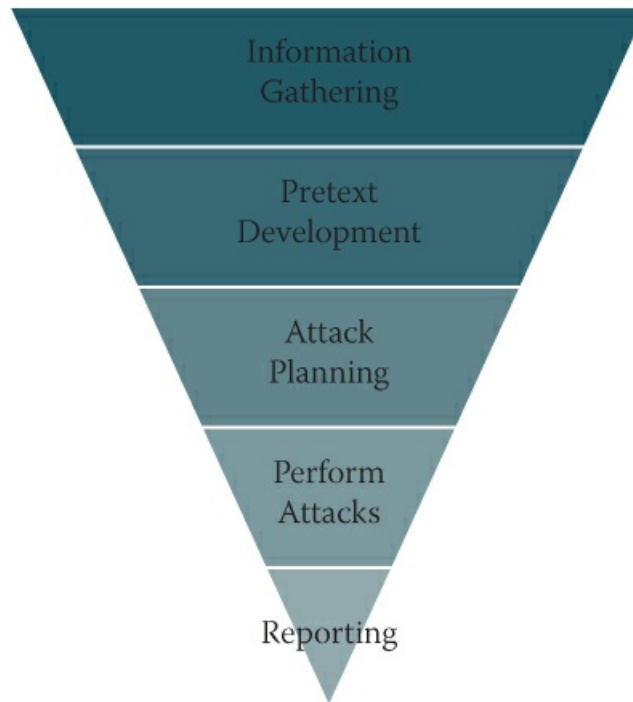 Information
Gathering
Pretext
Development
Attack
Planning
Perform
Attacks
Reporting